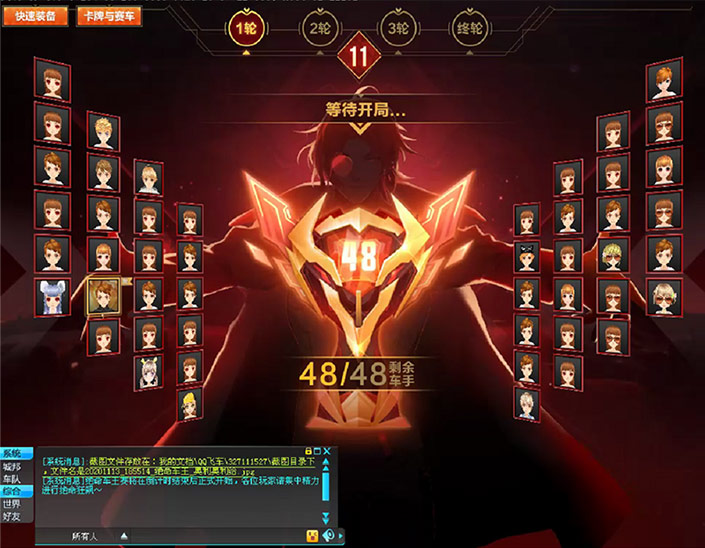 快速装备
卡牌与赛车
1轮
2轮
3轮
终轮
11
等待开局...
48
48/48 剩余车手
系统
城邦
车队
综合
世界
好友
[系统消息]:截图文件存放在：我的文档\QQ飞车\327111527\截图目录下
，文件名是20201113_165514_绝命车王_奥利奥利给.jpg
[系统消息]绝命车王赛将在倒计时结束后正式开始，各位玩家请集中精力
进行绝命狂飙～
所有人